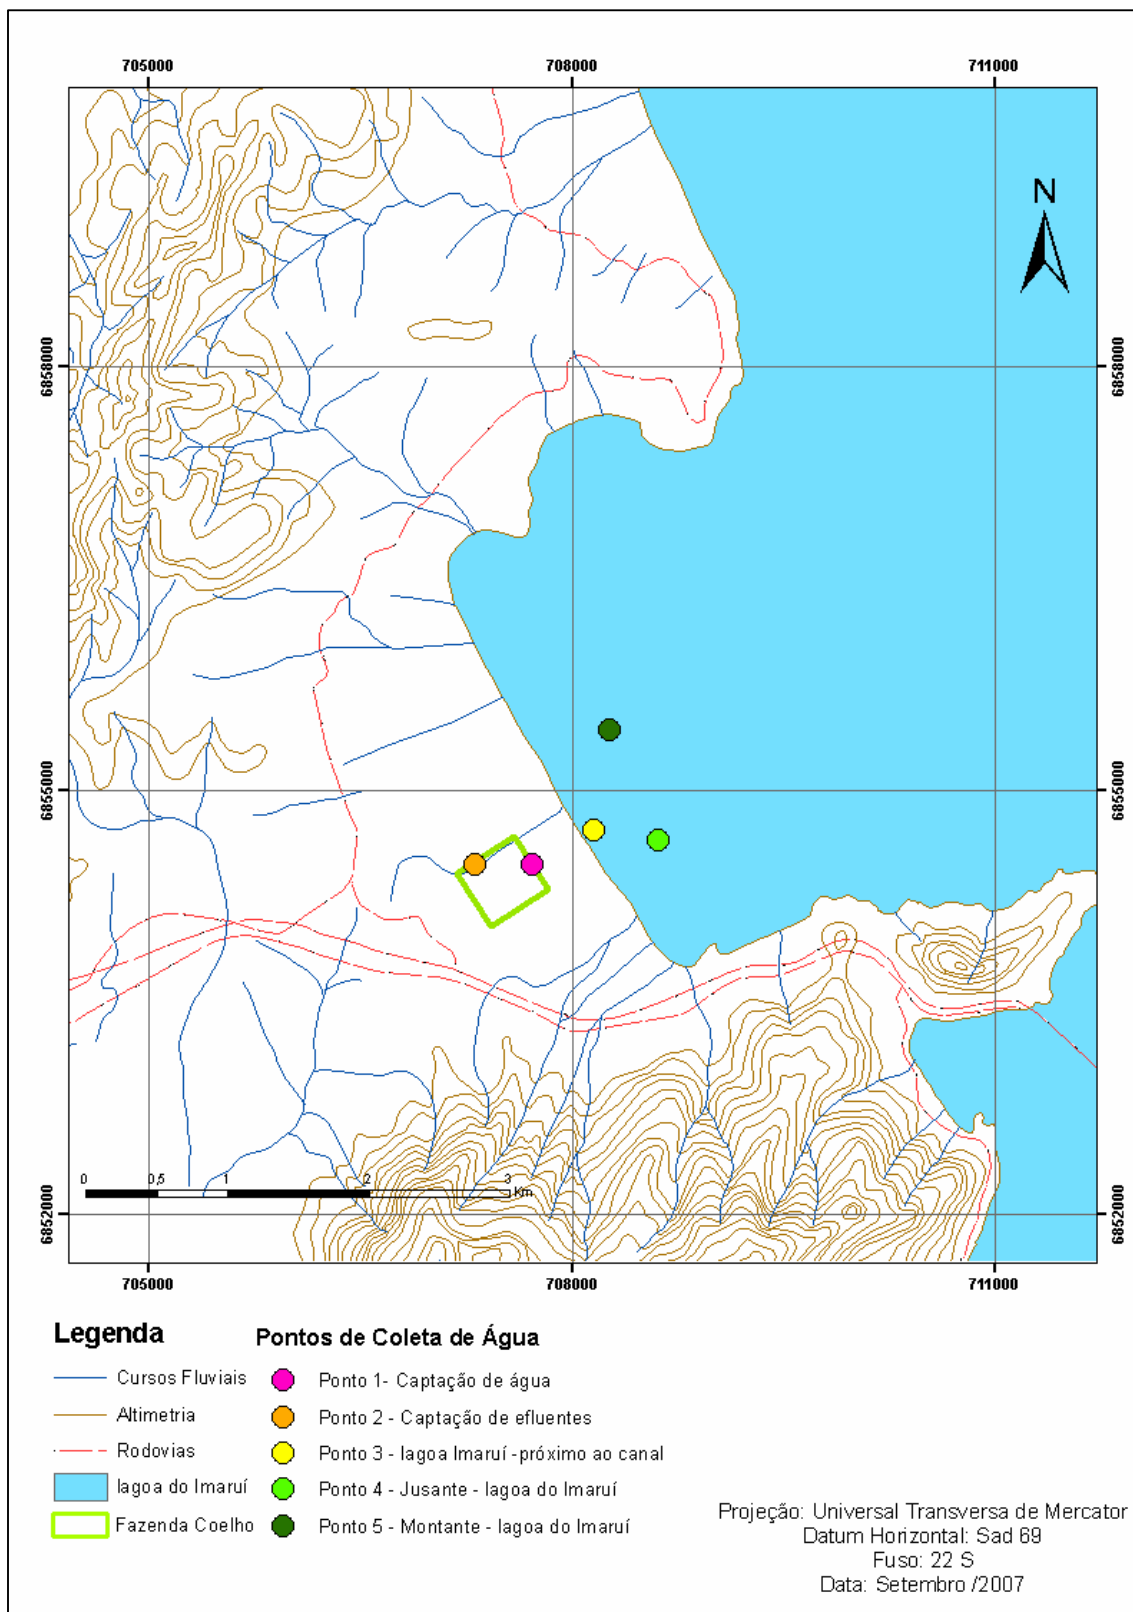 705000
708000
711000
N
6858000
6858000
6855000
6855000
0
0,5
1
2
3
Km
6852000
6852000
705000
708000
711000
Legenda
Cursos Fluviais
Altimetria
Rodovias
lagoa do Imaruí
Fazenda Coelho
Pontos de Coleta de Água
Ponto 1- Captação de água
Ponto 2 - Captação de efluentes
Ponto 3 - lagoa Imaruí -próximo ao canal
Ponto 4 - Jusante - lagoa do Imaruí
Ponto 5 - Montante - lagoa do Imaruí
Projeção: Universal Transversa de Mercator
Datum Horizontal: Sad 69
Fuso: 22 S
Data: Setembro /2007